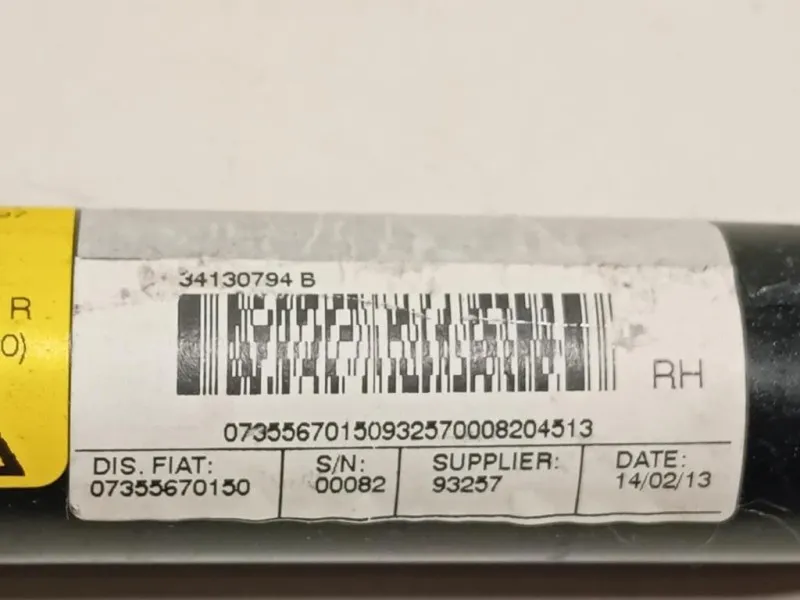 34130794 B
R
0)
RH
07355670150932570008204513
DIS. FIAT: S/N: SUPPLIER: DATE:
07355670150 00082 93257 14/02/13